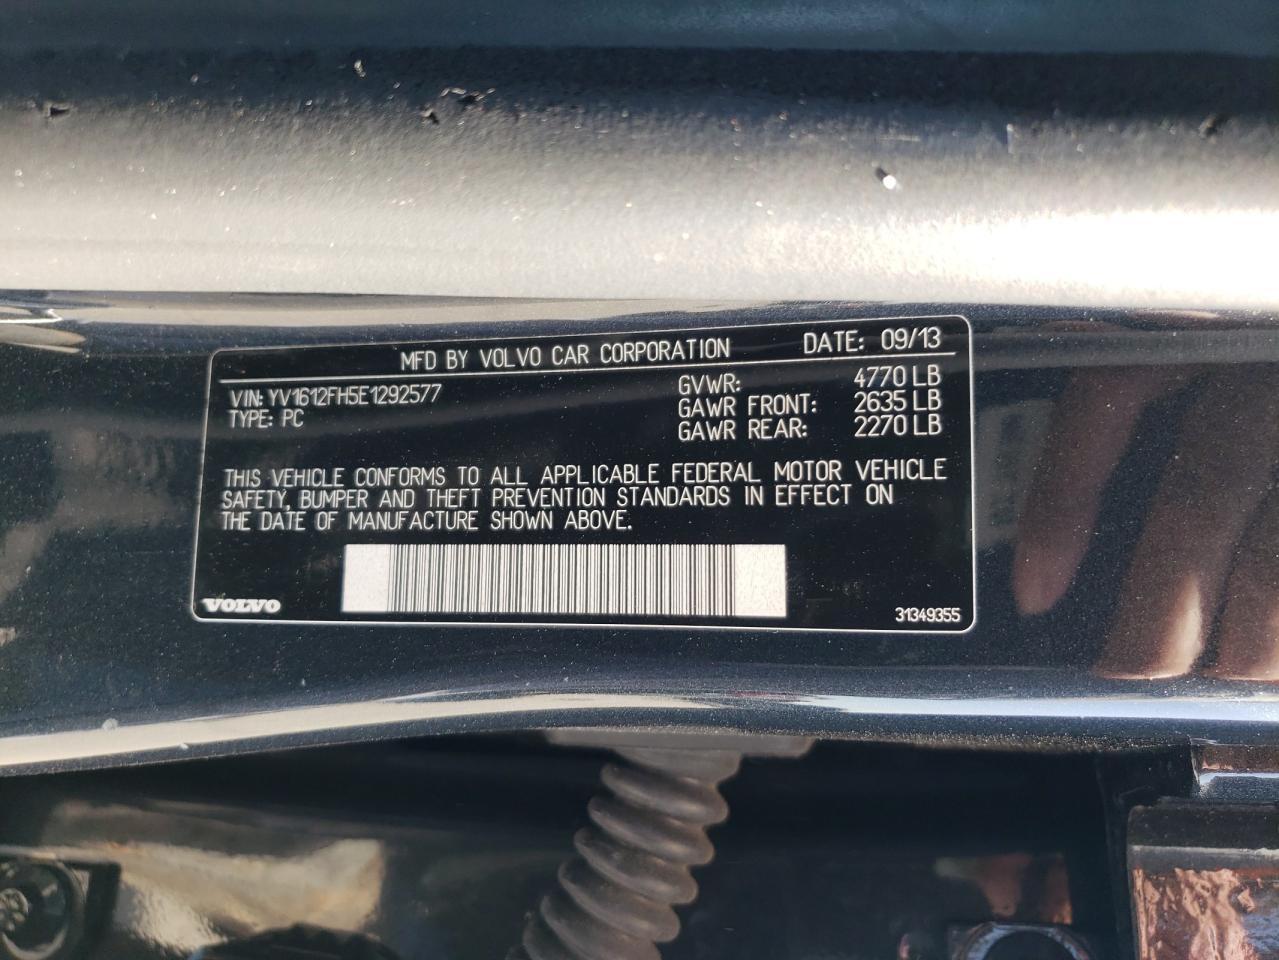 MFD BY VOLVO CAR CORPORATION DATE: 09/13
VIN: YV1612FH5E1292577
TYPE: PC
GVWR: 4770 LB
GAWR FRONT: 2635 LB
GAWR REAR: 2270 LB
THIS VEHICLE CONFORMS TO ALL APPLICABLE FEDERAL MOTOR VEHICLE
SAFETY, BUMPER AND THEFT PREVENTION STANDARDS IN EFFECT ON
THE DATE OF MANUFACTURE SHOWN ABOVE.
VOLVO
31349355